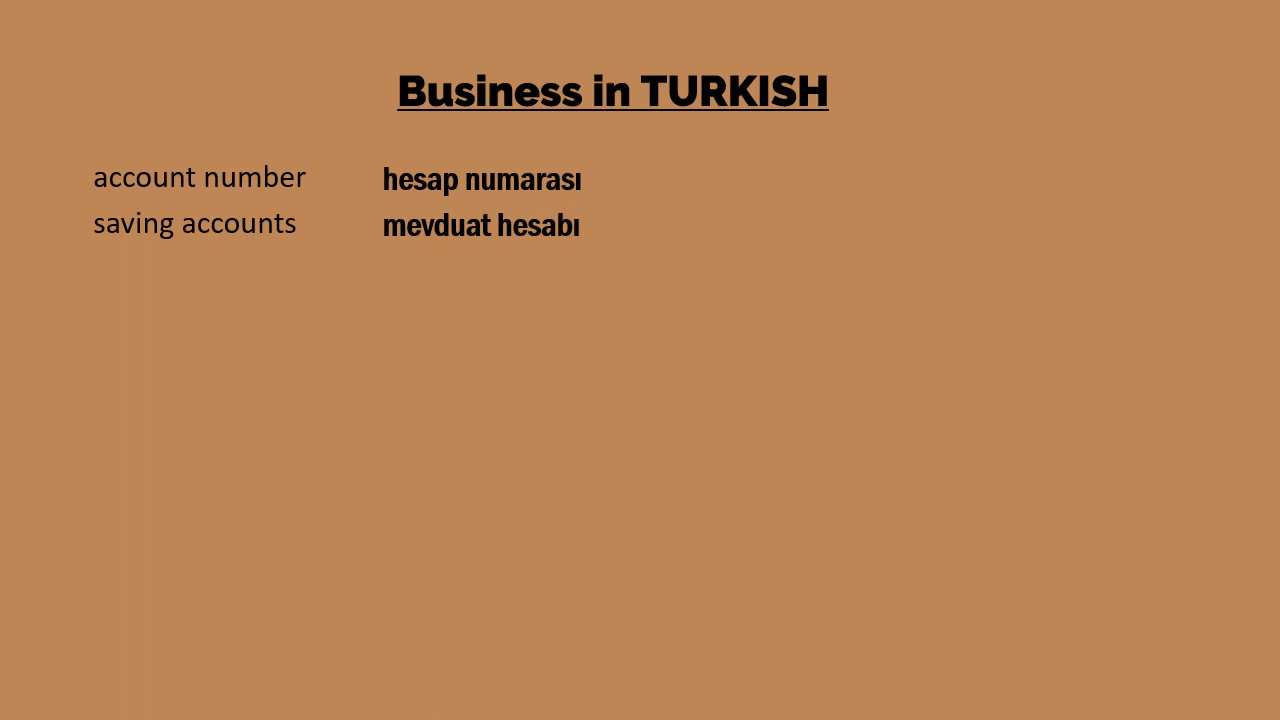 Business in TURKISH
account number hesap numarası
saving accounts mevduat hesabı